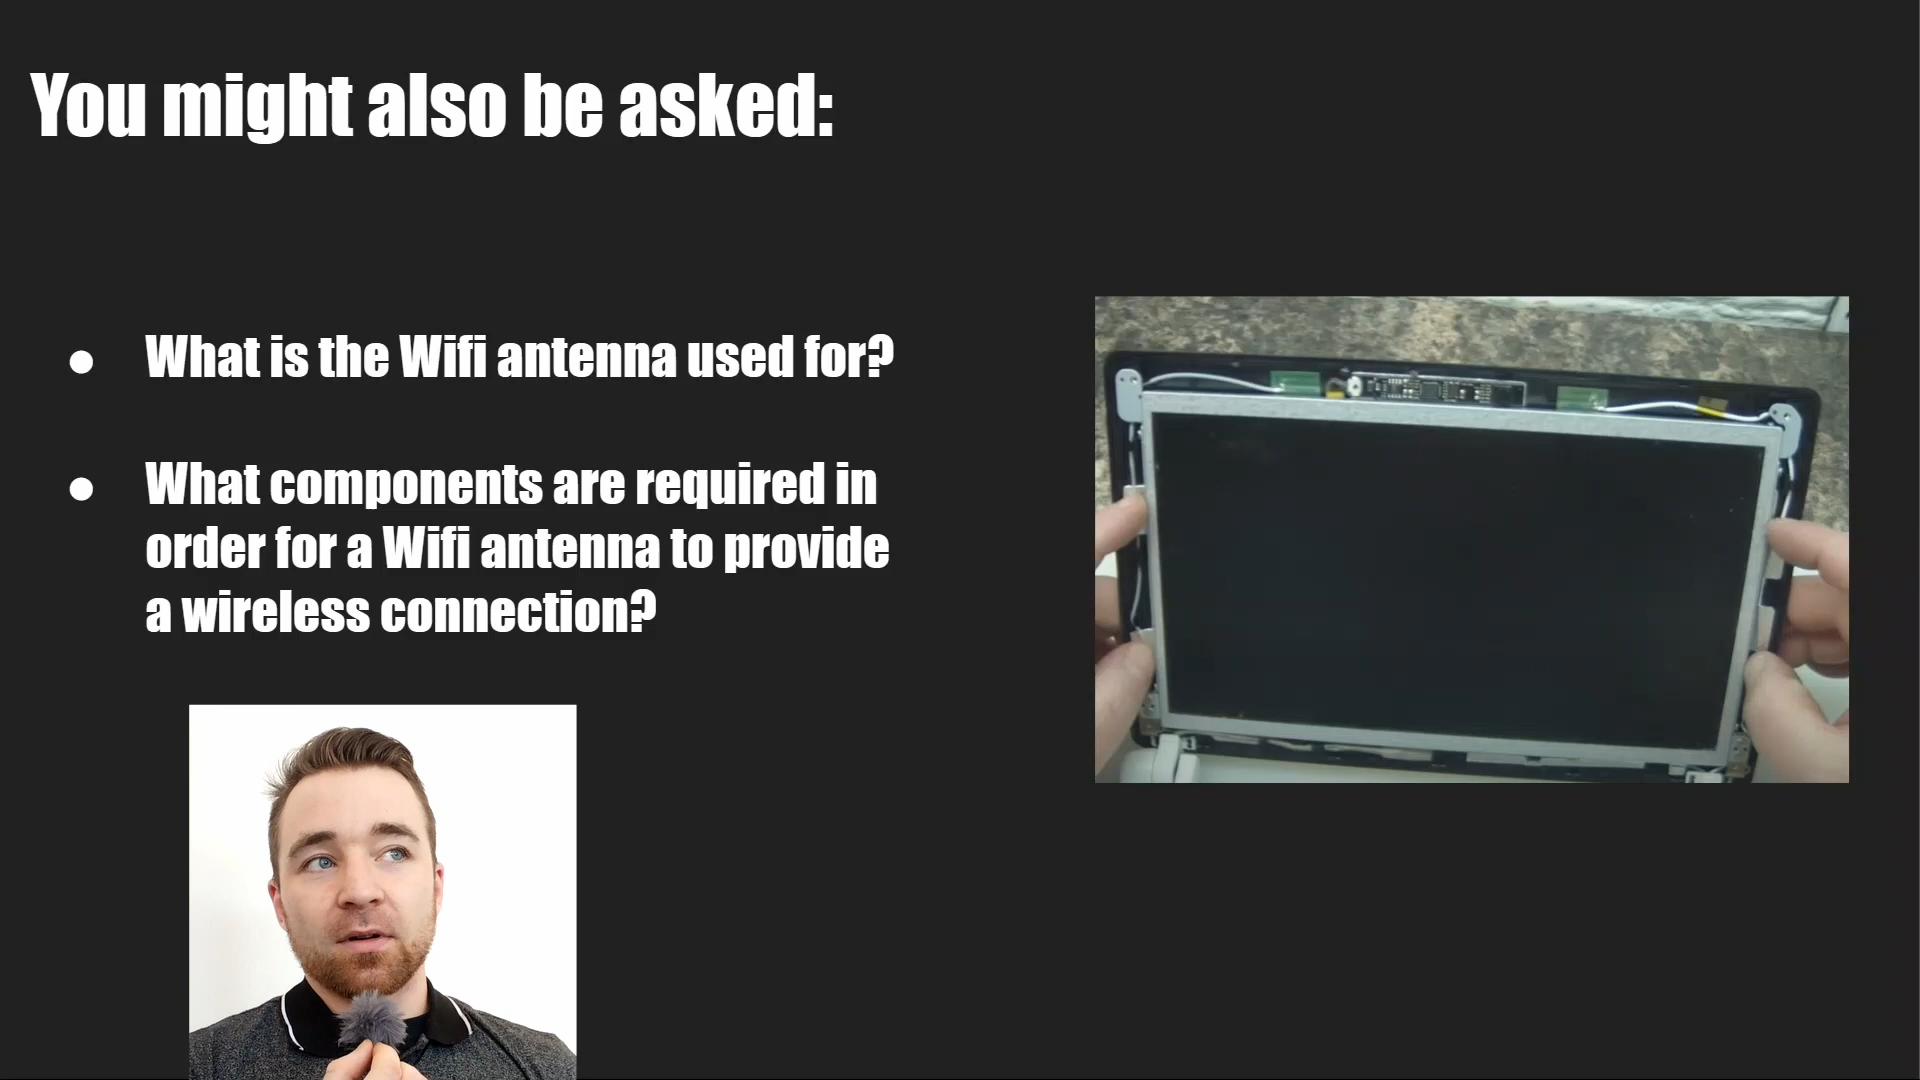 You might also be asked:
● What is the Wifi antenna used for?
● What components are required in
order for a Wifi antenna to provide
a wireless connection?